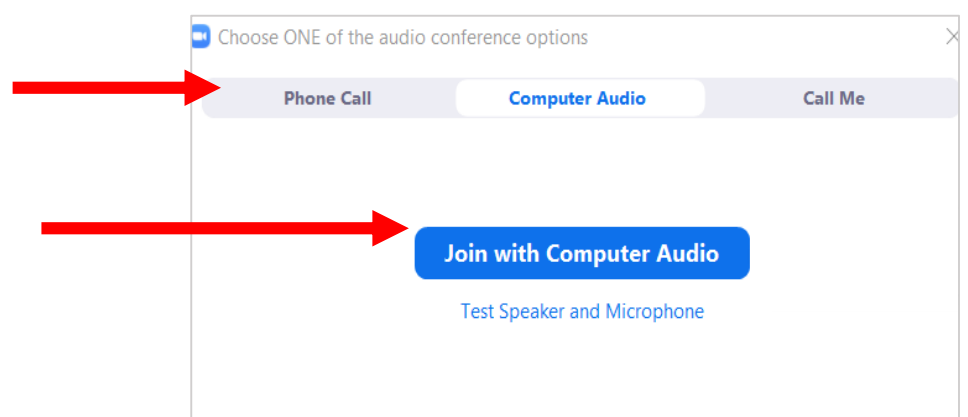 Choose ONE of the audio conference options
Phone Call Computer Audio Call Me
Join with Computer Audio
Test Speaker and Microphone